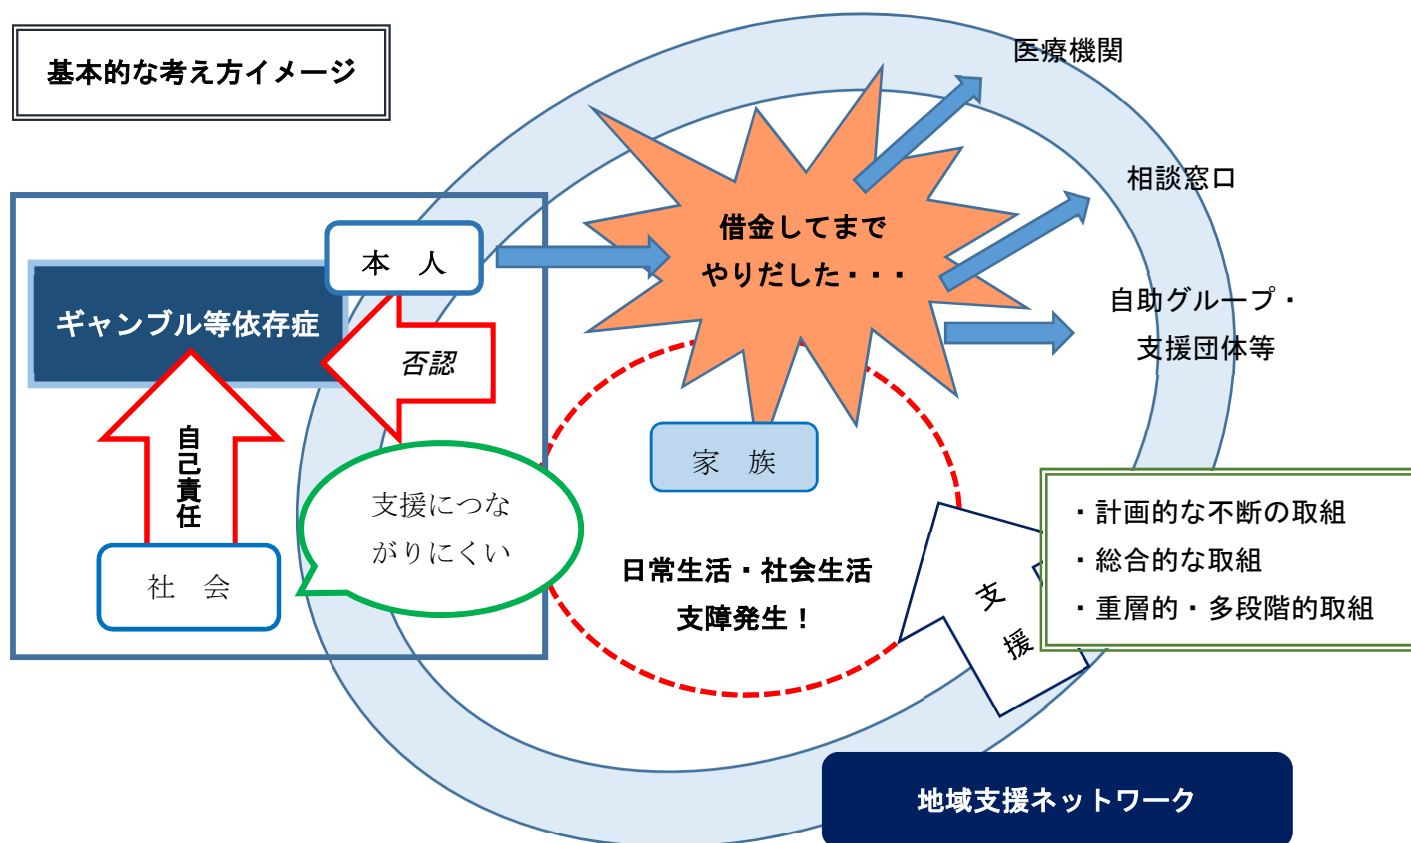 基本的な考え方イメージ
医療機関
相談窓口
自助グループ・
支援団体等
借金してまで
やりだした・・・
本　人
ギャンブル等依存症
否認
自己責任
社　会
支援につな
がりにくい
家　族
日常生活・社会生活
支障発生！
支
援
・計画的な不断の取組
・総合的な取組
・重層的・多段階的取組
地域支援ネットワーク